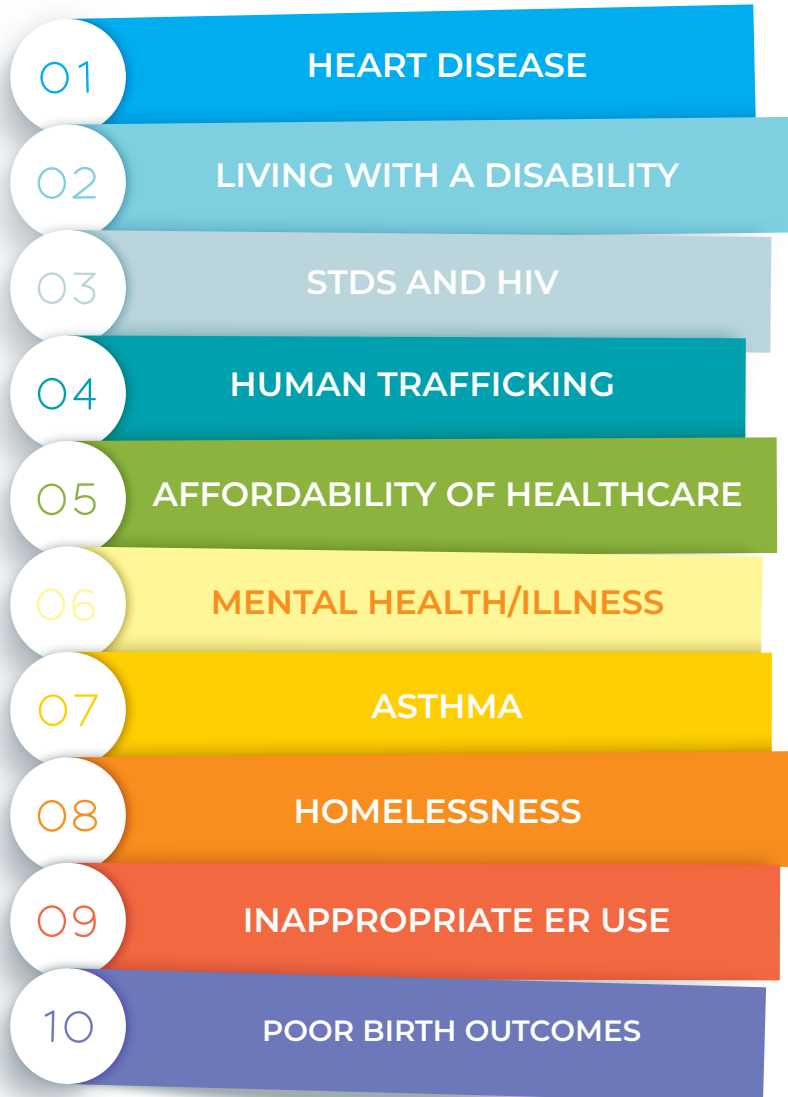 01 HEART DISEASE
02 LIVING WITH A DISABILITY
03 STDS AND HIV
04 HUMAN TRAFFICKING
05 AFFORDABILITY OF HEALTHCARE
06 MENTAL HEALTH/ILLNESS
07 ASTHMA
08 HOMELESSNESS
09 INAPPROPRIATE ER USE
10 POOR BIRTH OUTCOMES